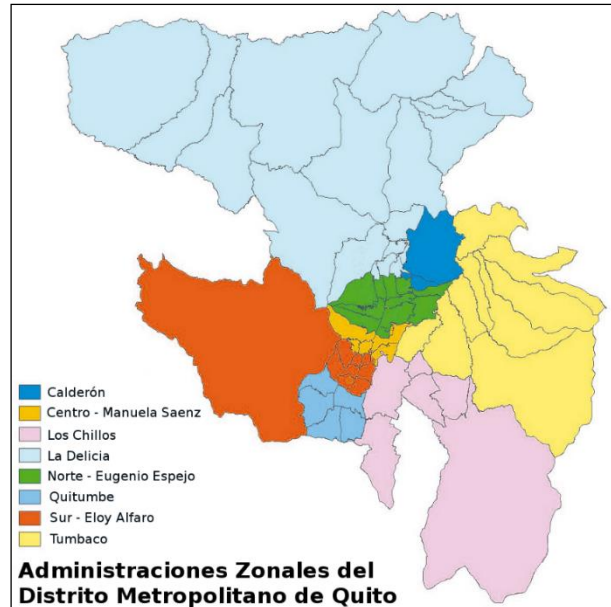 Calderón
Centro - Manuela Saenz
Los Chillos
La Delicia
Norte - Eugenio Espejo
Quitumbe
Sur - Eloy Alfaro
Tumbaco
Administraciones Zonales del
Distrito Metropolitano de Quito